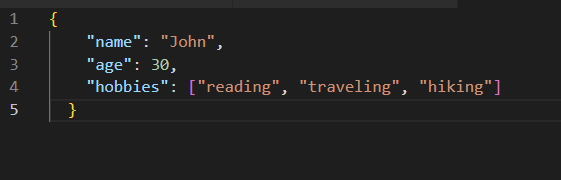 1 {
2     "name": "John",
3     "age": 30,
4     "hobbies": ["reading", "traveling", "hiking"]
5   }